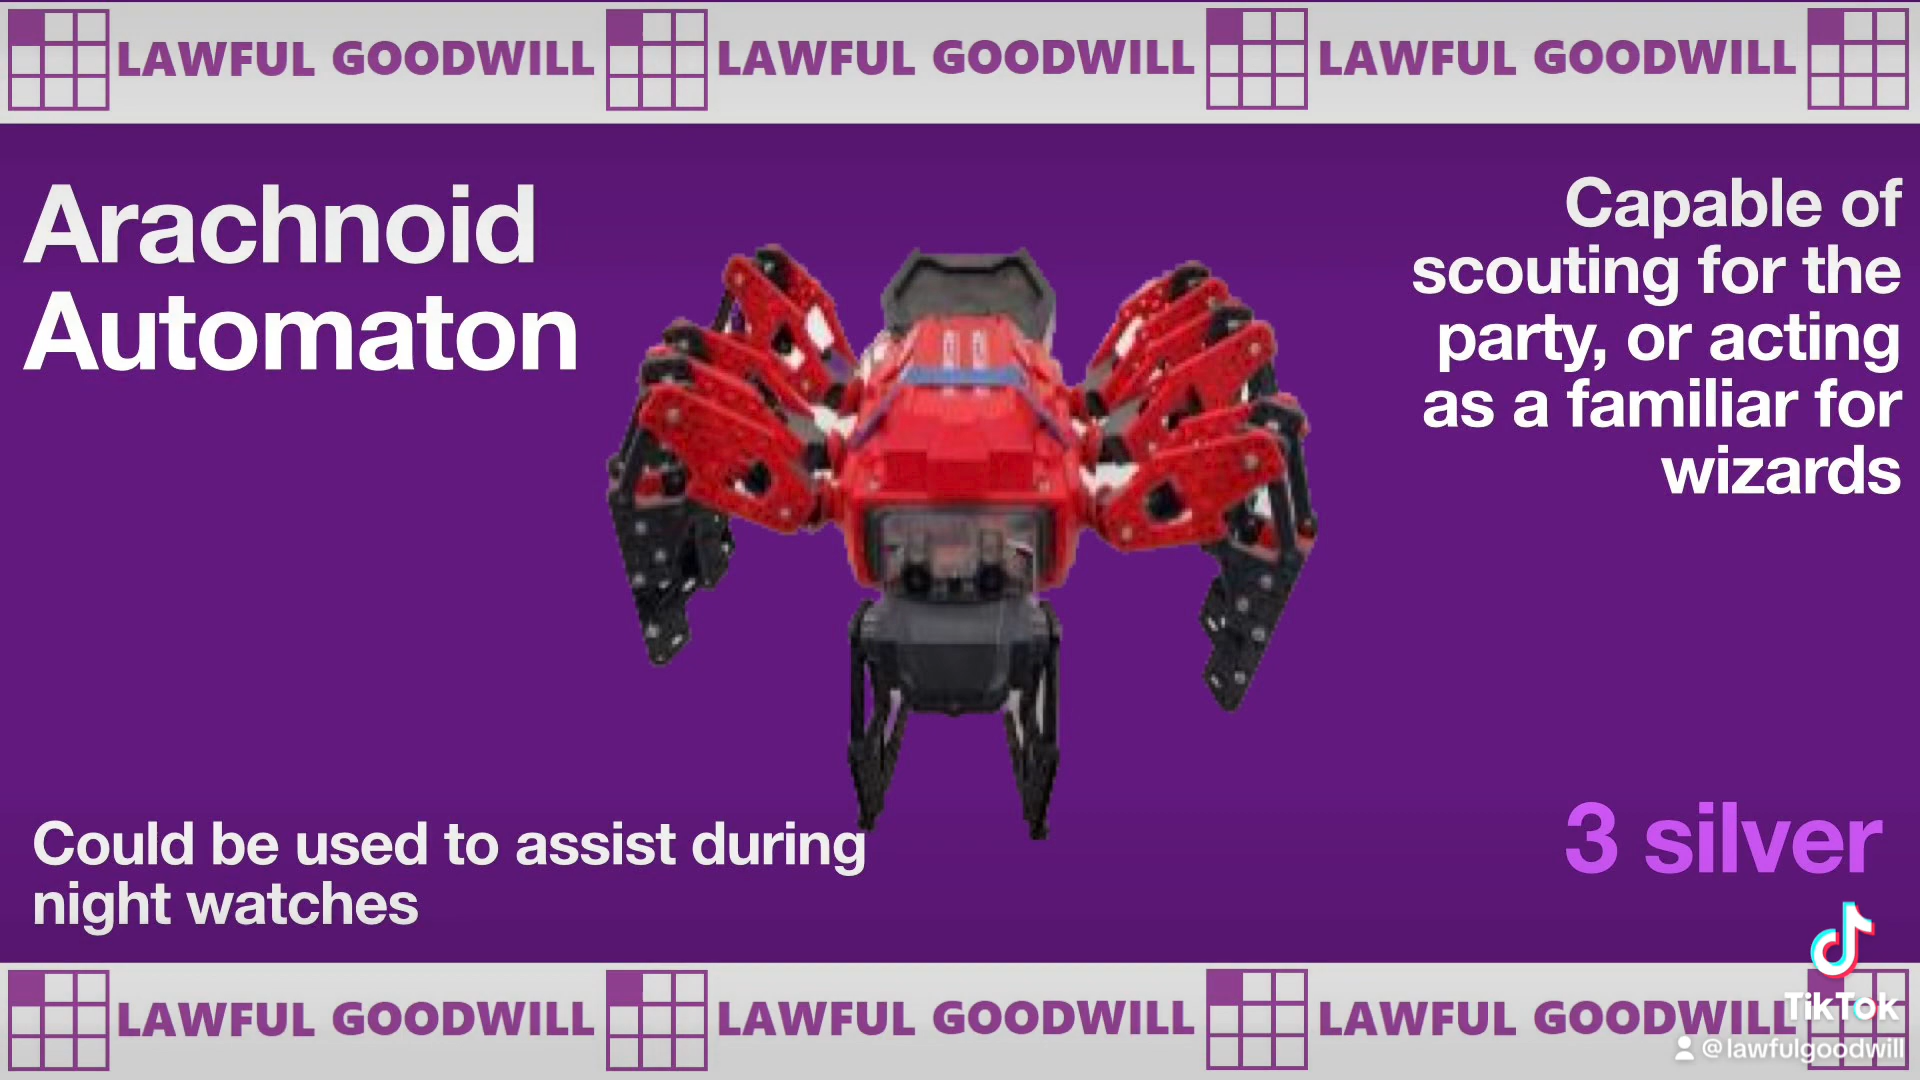 LAWFUL GOODWILL LAWFUL GOODWILL LAWFUL GOODWILL
Arachnoid
Automaton
Capable of
scouting for the
party, or acting
as a familiar for
wizards
Could be used to assist during
night watches
3 silver
LAWFUL GOODWILL LAWFUL GOODWILL LAWFUL GOODWILL
TikTok
@lawfulgoodwill